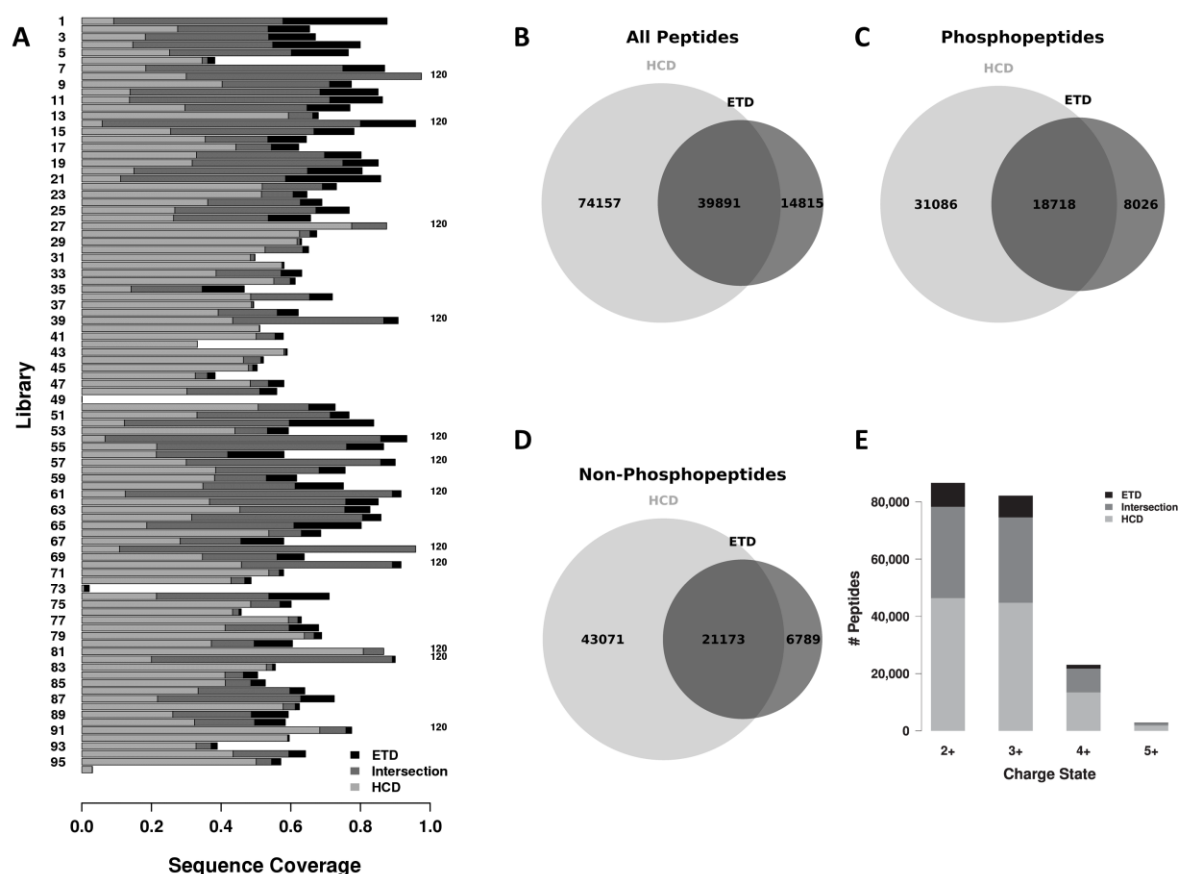 A
1
3
5
7
120
9
11
13
120
15
17
19
21
23
25
27
120
29
31
33
35
37
39
120
41
43
45
47
49
51
53
120
55
57
120
59
61
120
63
65
67
120
69
120
71
73
75
77
79
81
120
120
83
85
87
89
91
120
93
95
Library
ETD
Intersection
HCD
0.0 0.2 0.4 0.6 0.8 1.0
Sequence Coverage
B
All Peptides
HCD
ETD
74157 39891 14815
C
Phosphopeptides
HCD
ETD
31086 18718 8026
D
Non-Phosphopeptides
HCD
ETD
43071 21173 6789
E
ETD
Intersection
HCD
80,000
60,000
40,000
20,000
0
# Peptides
2+ 3+ 4+ 5+
Charge State